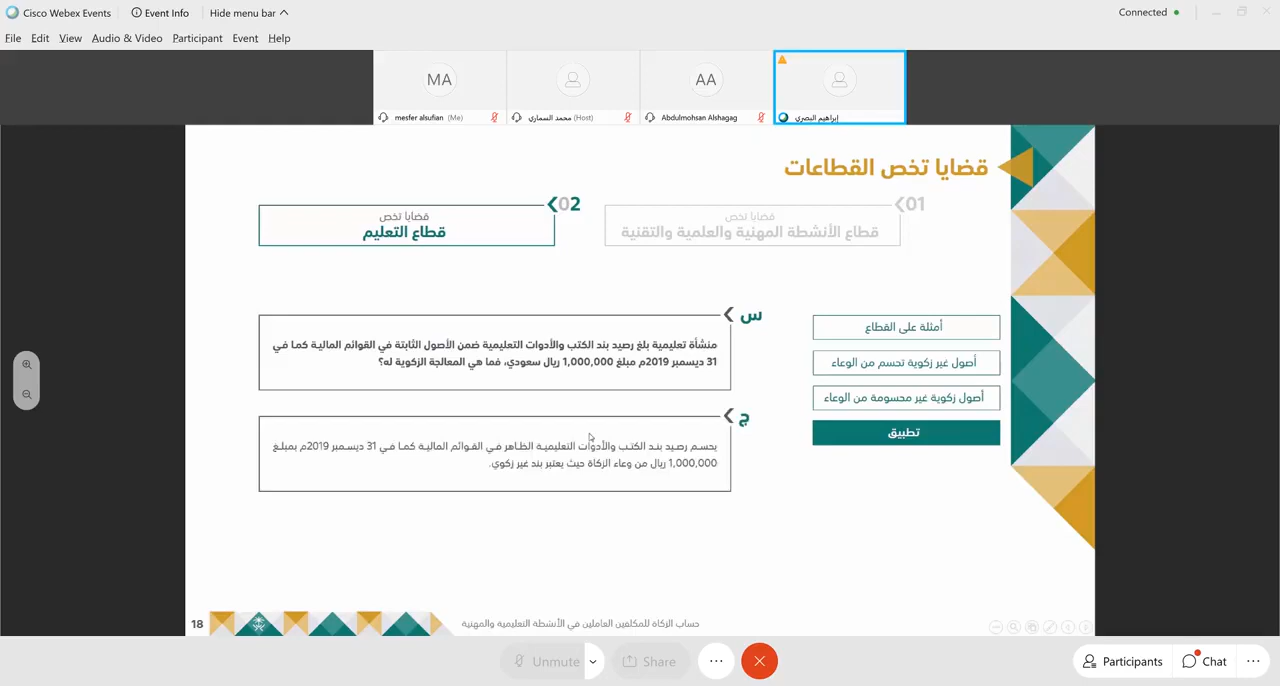 Cisco Webex Events
Event Info
Hide menu bar
Connected
File Edit View Audio & Video Participant Event Help
MA
AA
mesfer alsufian (Me)
محمد السماري (Host)
Abdulmohsan Alshagag
إبراهيم البصري
قضايا تخص القطاعات
01
قضايا تخص
قطاع الأنشطة المهنية والعلمية والتقنية
02
قضايا تخص
قطاع التعليم
أمثلة على القطاع
أصول غير زكوية تحسم من الوعاء
أصول زكوية غير محسومة من الوعاء
تطبيق
س
منشأة تعليمية بلغ رصيد بند الكتب والأدوات التعليمية ضمن الأصول الثابتة في القوائم المالية كما في
31 ديسمبر 2019م مبلغ 1,000,000 ريال سعودي، فما هي المعالجة الزكوية له؟
ج
يحسم رصيد بند الكتب والأدوات التعليمية الظاهر في القوائم المالية كما في 31 ديسمبر 2019م بمبلغ
1,000,000 ريال من وعاء الزكاة حيث يعتبر بند غير زكوي.
حساب الزكاة للمكلفين العاملين في الأنشطة التعليمية والمهنية
18
Unmute
Share
Participants
Chat